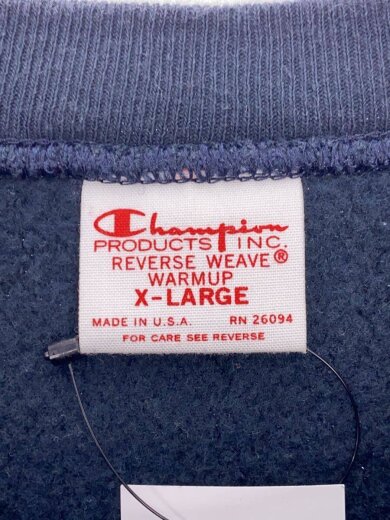 Champion
PRODUCTS INC.
REVERSE WEAVE®
WARMUP
X-LARGE
MADE IN U.S.A. RN 26094
FOR CARE SEE REVERSE